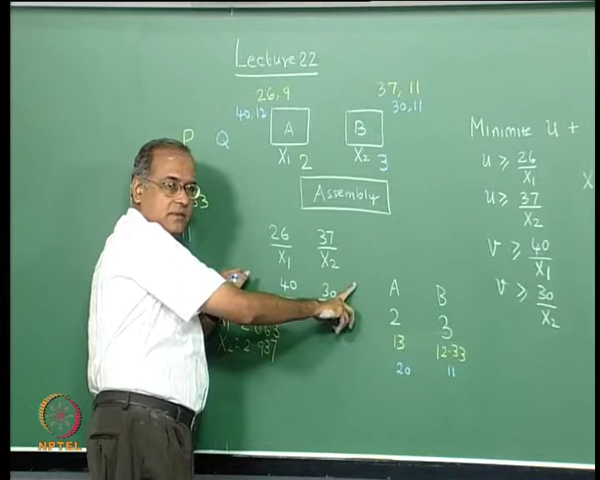 Lecture 22
26, 9
37, 11
40, 12
30, 11
P Q
A
B
X1 2
X2 3
Assembly
26/X1 37/X2
40 30
X2 = 2.937
A B
2 3
13 12.33
20 11
Minimize u +
u ≥ 26/X1
u ≥ 37/X2
v ≥ 40/X1
v ≥ 30/X2
X
NPTEL